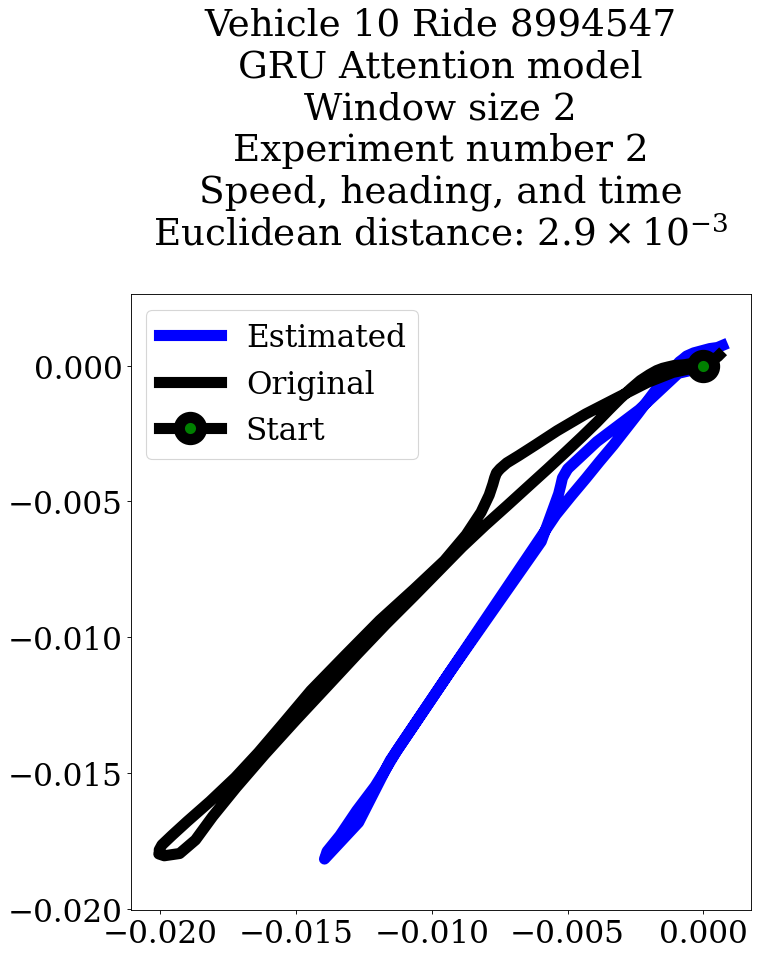 Vehicle 10 Ride 8994547
GRU Attention model
Window size 2
Experiment number 2
Speed, heading, and time
Euclidean distance: 2.9 × 10⁻³
Estimated
Original
Start
0.000
−0.005
−0.010
−0.015
−0.020
−0.020 −0.015 −0.010 −0.005 0.000